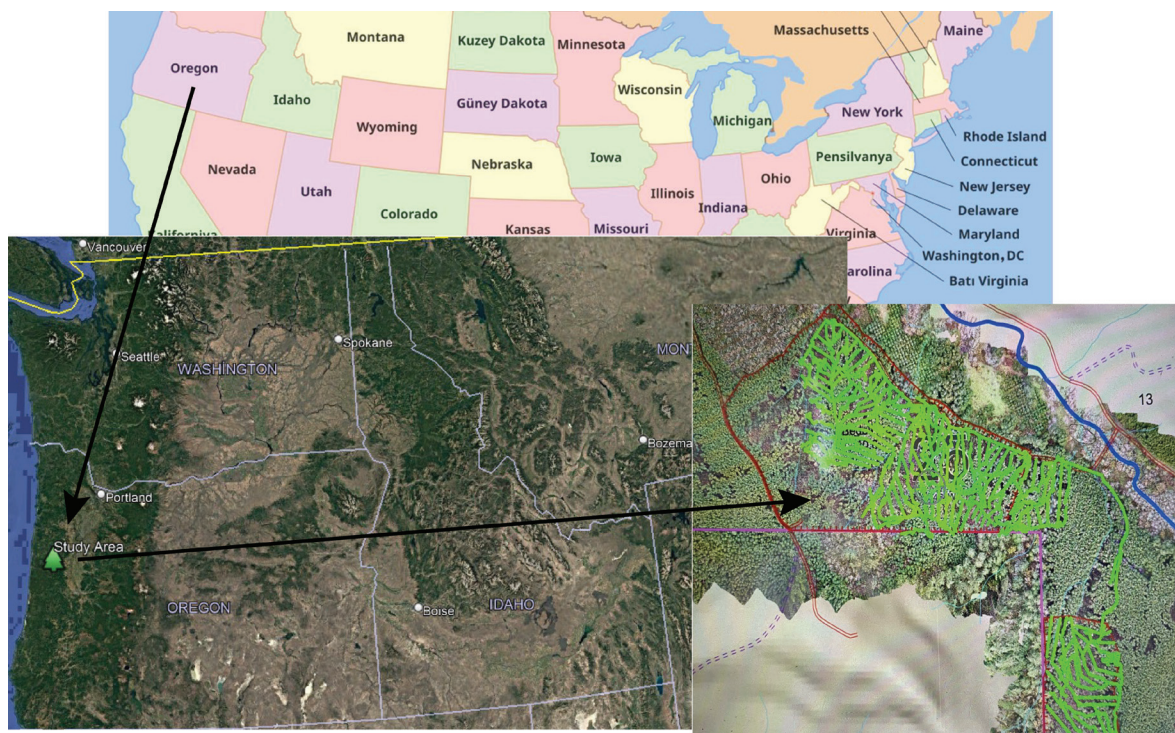 Montana
Kuzey Dakota
Minnesota
Massachusetts
Maine
Oregon
Idaho
Wyoming
Güney Dakota
Wisconsin
Michigan
New York
Nebraska
Iowa
Pensilvanya
Rhode Island
Connecticut
Nevada
Utah
Colorado
Illinois
Indiana
Ohio
New Jersey
Delaware
Maryland
Kansas
Missouri
Virginia
Washington, DC
Batı Virginia
Vancouver
Seattle
Spokane
WASHINGTON
MONT
Bozema
Portland
Study Area
OREGON
Boise
IDAHO
13